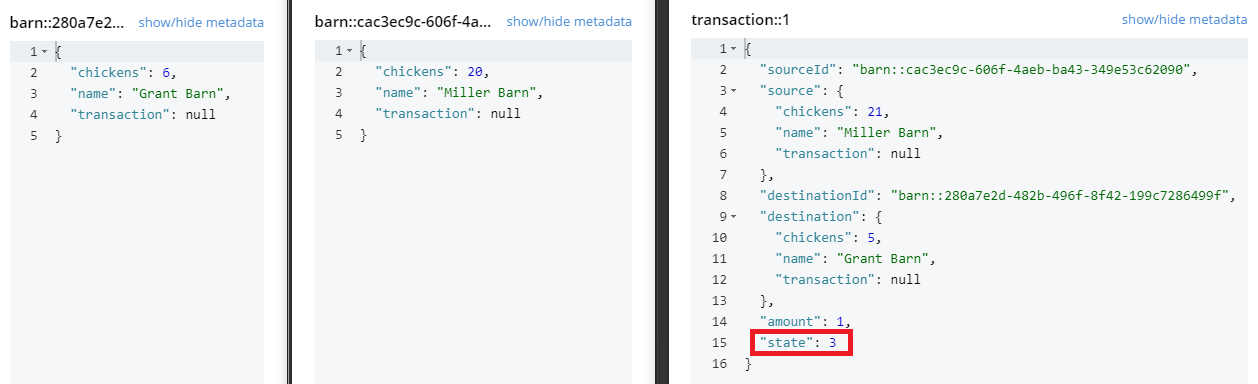 barn::280a7e2... show/hide metadata
1 {
2 "chickens": 6,
3 "name": "Grant Barn",
4 "transaction": null
5 }
barn::cac3ec9c-606f-4a... show/hide metadata
1 {
2 "chickens": 20,
3 "name": "Miller Barn",
4 "transaction": null
5 }
transaction::1 show/hide metadata
1 {
2 "sourceId": "barn::cac3ec9c-606f-4aeb-ba43-349e53c62090",
3 "source": {
4 "chickens": 21,
5 "name": "Miller Barn",
6 "transaction": null
7 },
8 "destinationId": "barn::280a7e2d-482b-496f-8f42-199c7286499f",
9 "destination": {
10 "chickens": 5,
11 "name": "Grant Barn",
12 "transaction": null
13 },
14 "amount": 1,
15 "state": 3
16 }